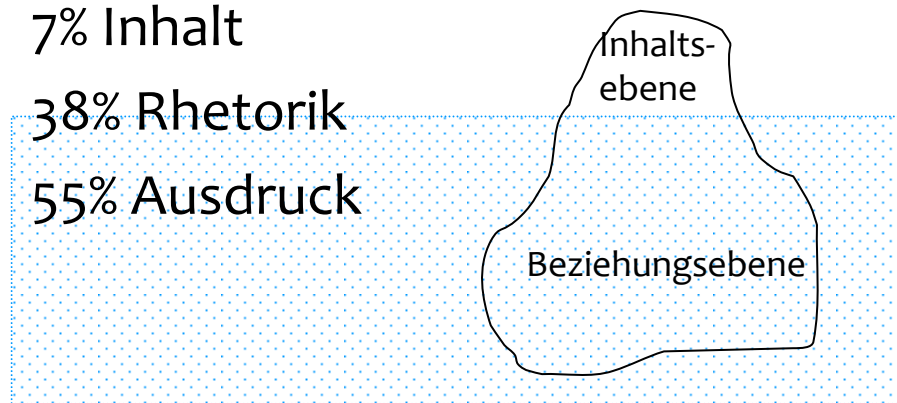 7% Inhalt
38% Rhetorik
55% Ausdruck
Inhalts-
ebene
Beziehungsebene